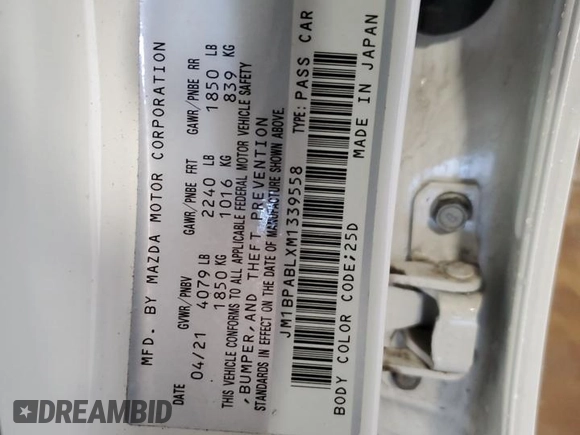 MFD. BY MAZDA MOTOR CORPORATION
DATE GVWR/PNBV GAWR/PNBE FRT GAWR/PNBE RR
04/21 4079 LB 2240 LB 1850 LB
1850 KG 1016 KG 839 KG
THIS VEHICLE CONFORMS TO ALL APPLICABLE FEDERAL MOTOR VEHICLE SAFETY
,BUMPER, AND THEFT PREVENTION
STANDARDS IN EFFECT ON THE DATE OF MANUFACTURE SHOWN ABOVE.
JM1BPABLXM1339558 TYPE: PASS CAR
BODY COLOR CODE;25D MADE IN JAPAN
DREAMBID